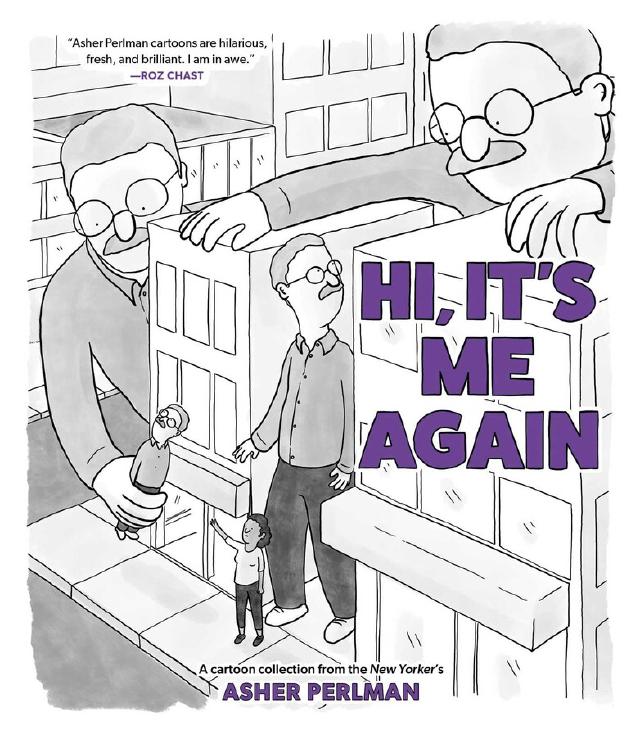 “Asher Perlman cartoons are hilarious,
fresh, and brilliant. I am in awe.”
—ROZ CHAST
HI, IT’S
ME
AGAIN
A cartoon collection from the New Yorker’s
ASHER PERLMAN